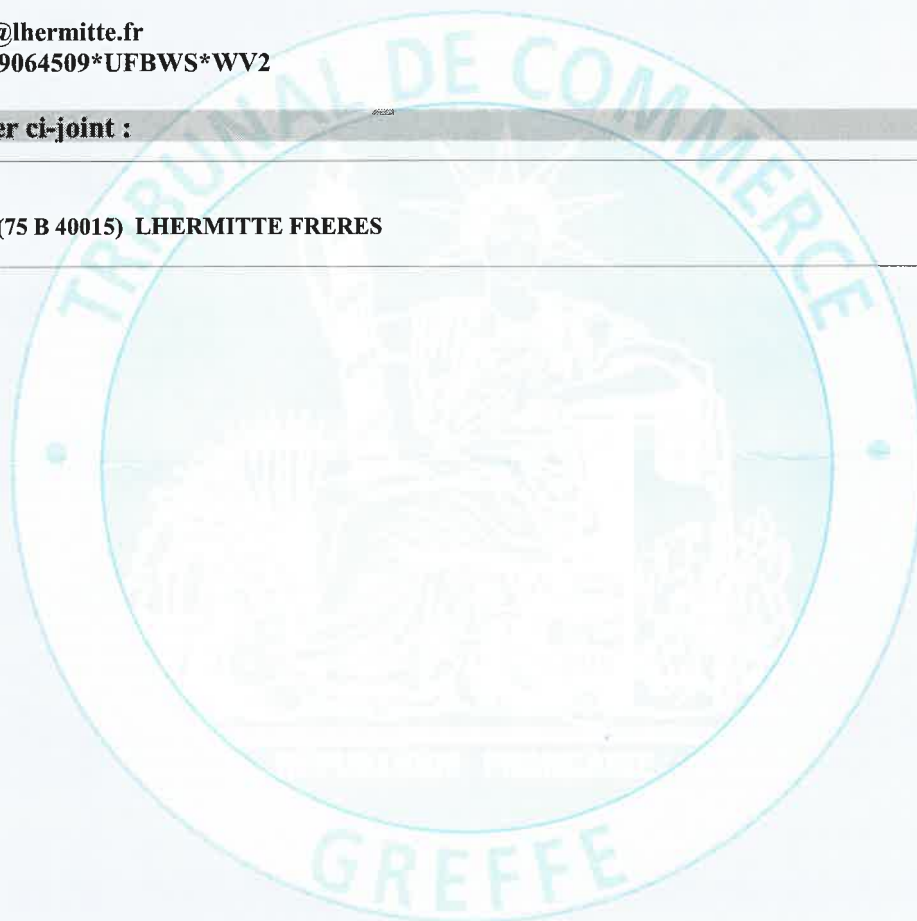 @lhermitte.fr
9064509*UFBWS*WV2
er ci-joint :
(75 B 40015) LHERMITTE FRERES
TRIBUNAL DE COMMERCE
GREFFE